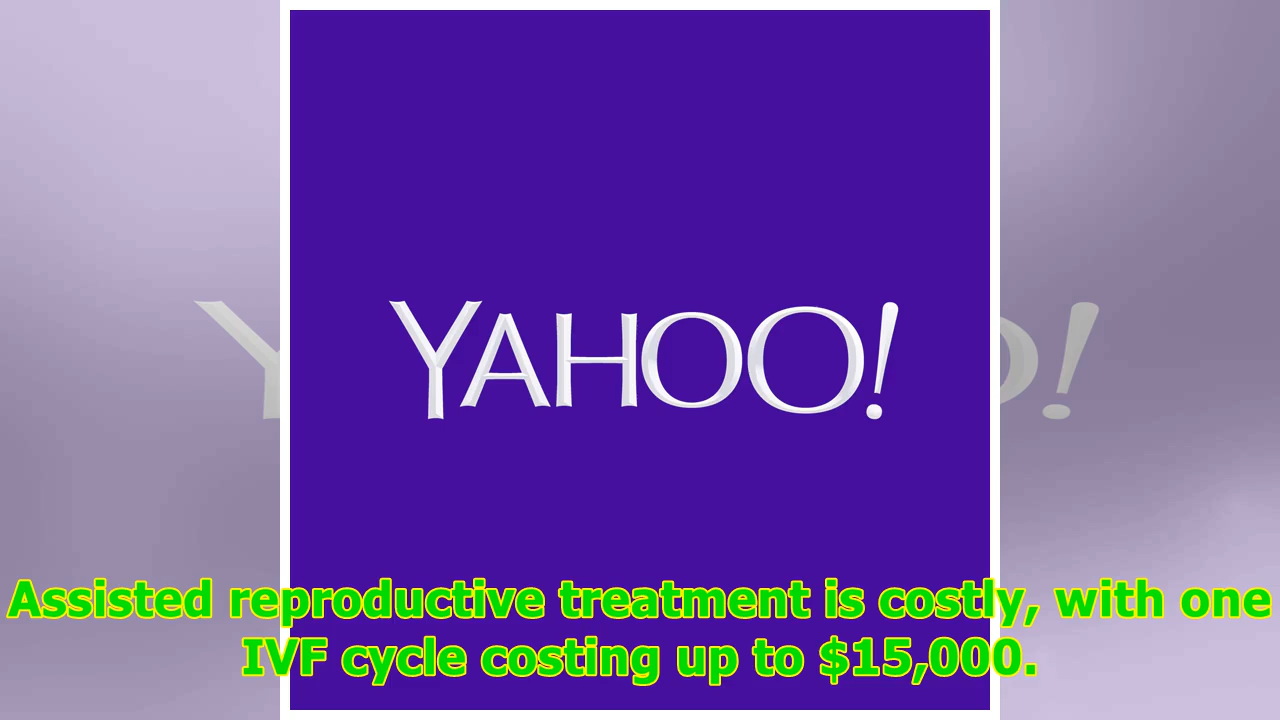 YAHOO!
Assisted reproductive treatment is costly, with one
IVF cycle costing up to $15,000.